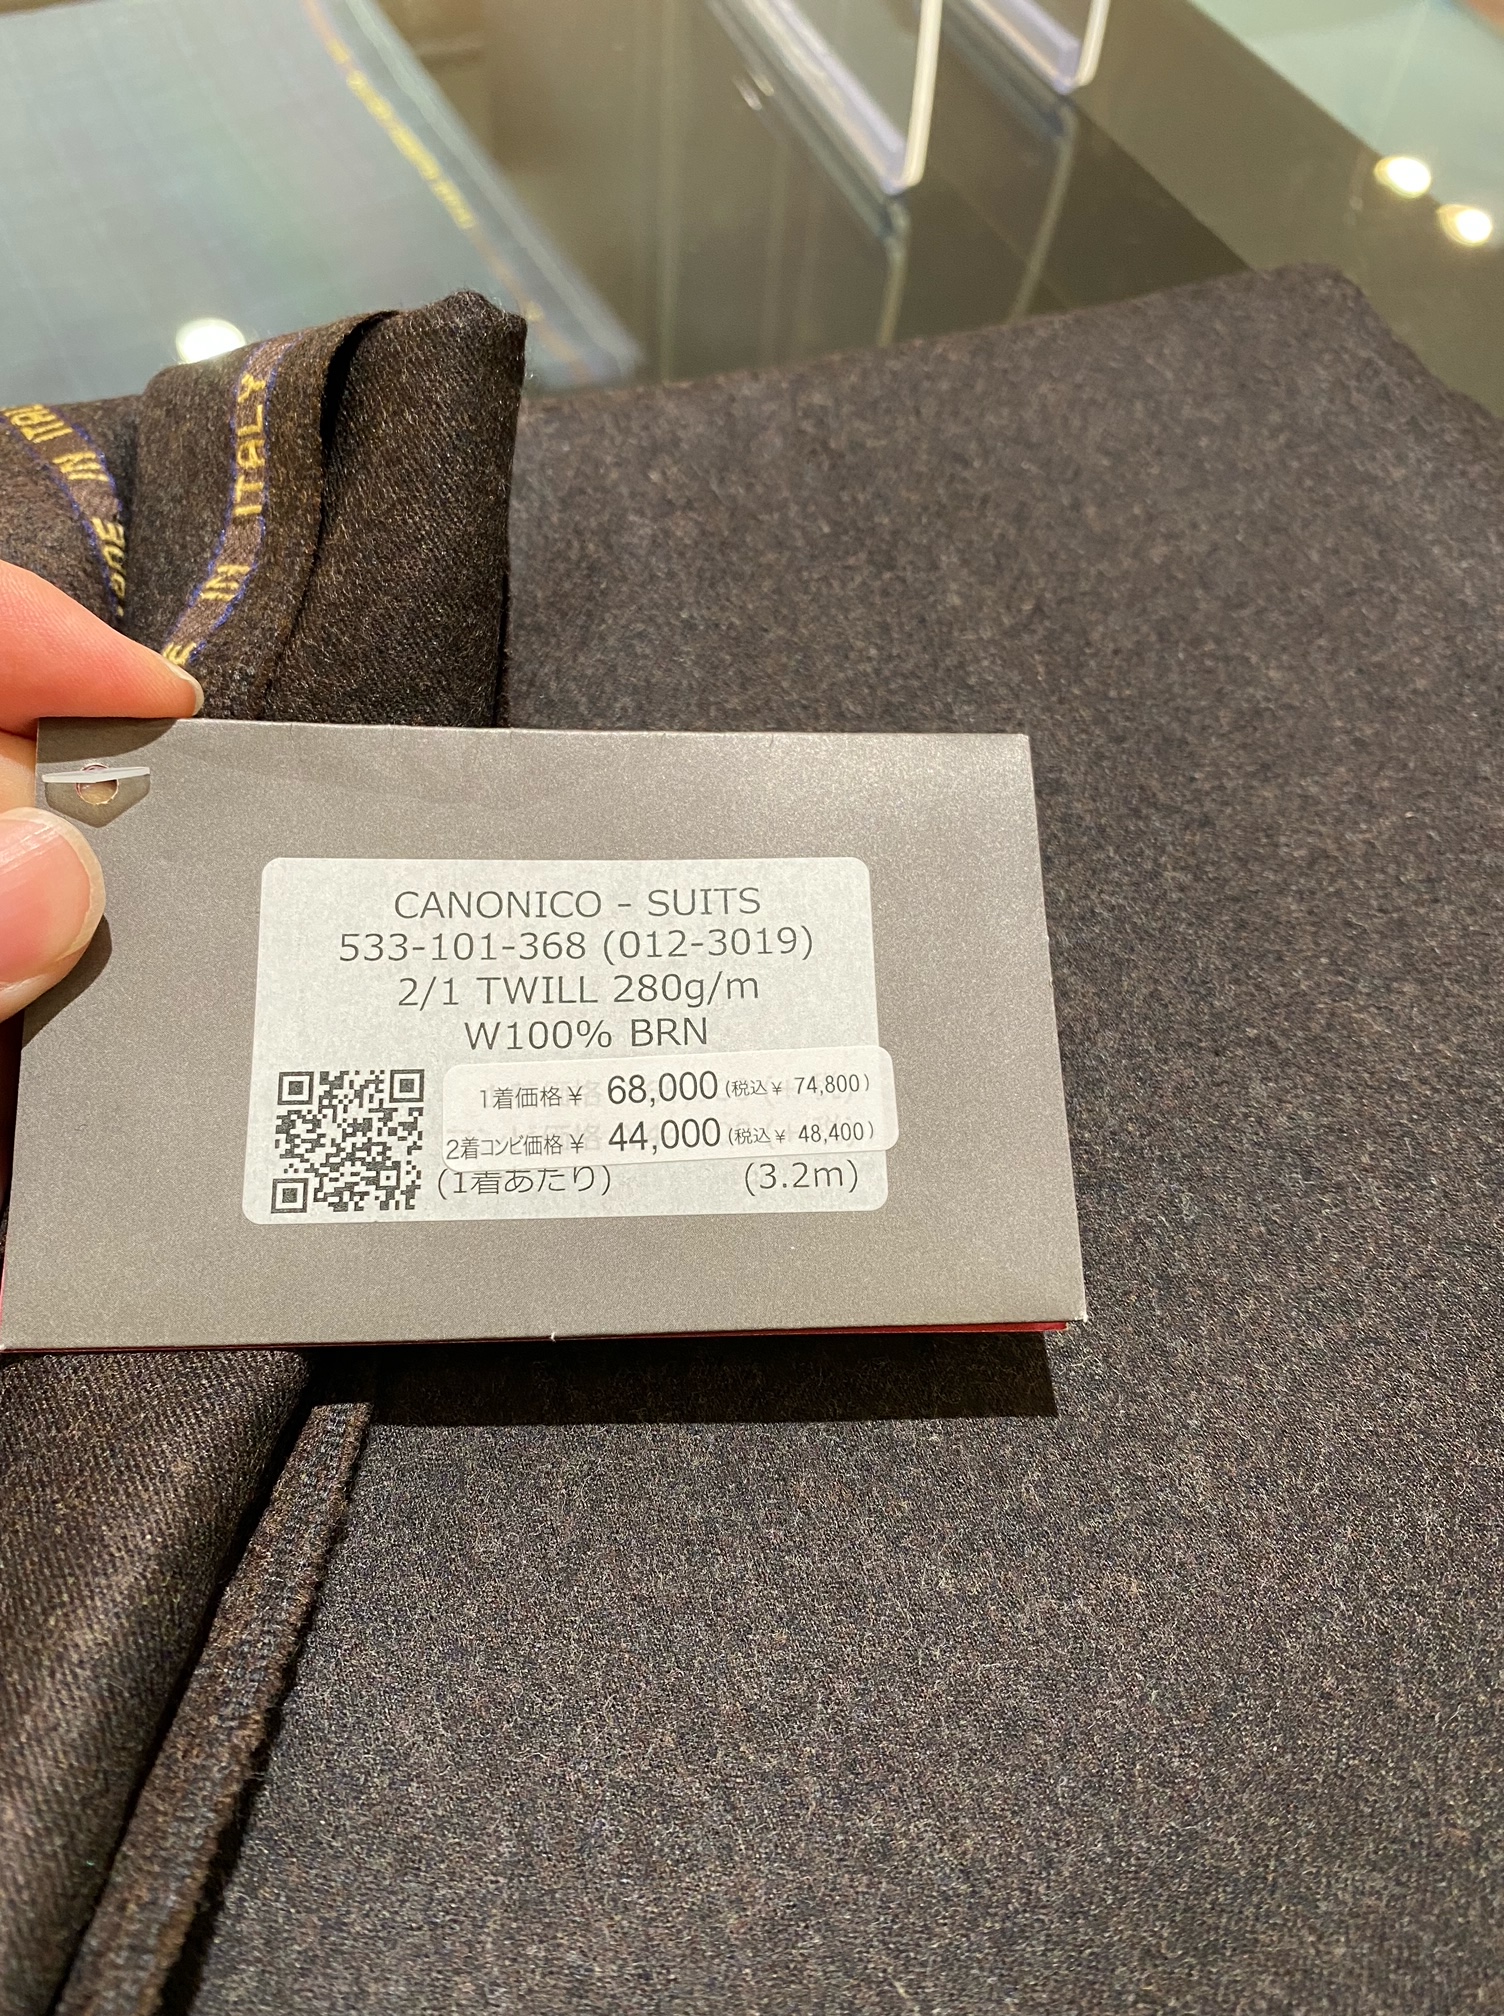 IN ITALY
IN ITA
CANONICO - SUITS
533-101-368 (012-3019)
2/1 TWILL 280g/m
W100% BRN
1着価格¥ 68,000 (税込¥ 74,800)
2着コンビ価格¥ 44,000 (税込¥ 48,400)
(1着あたり) (3.2m)